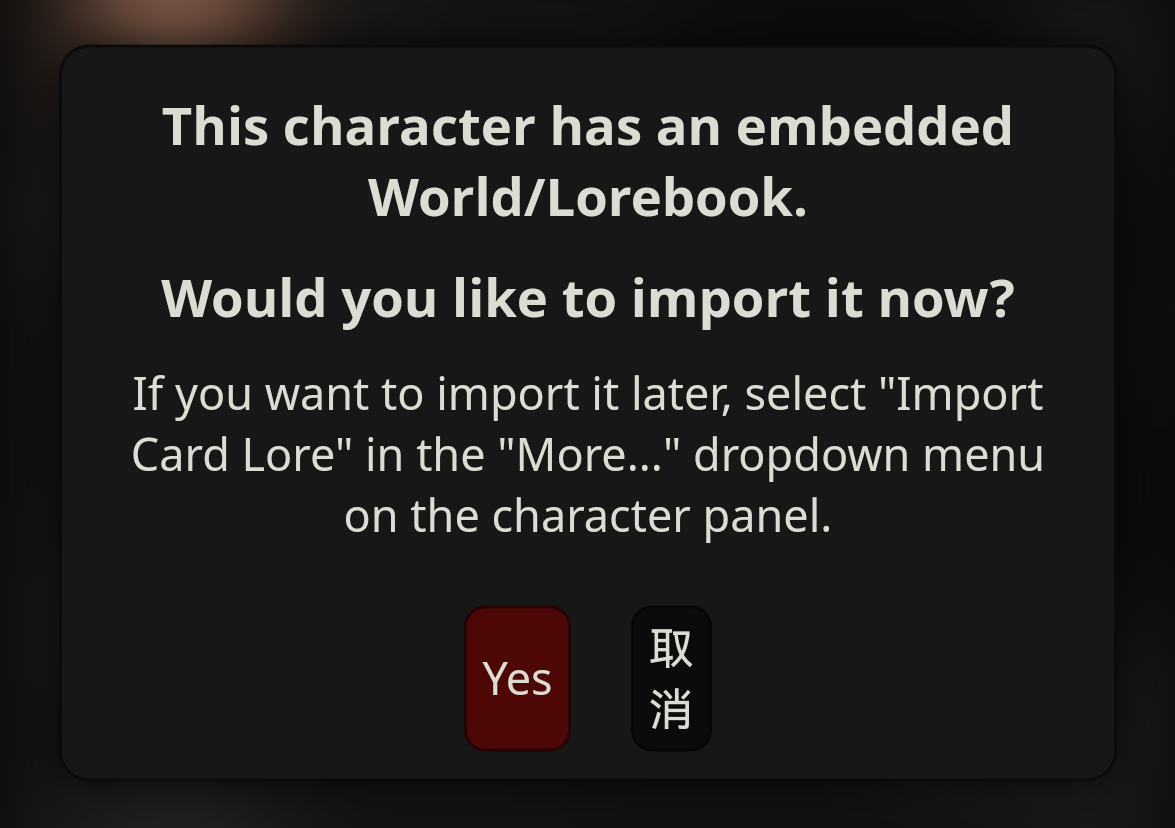 This character has an embedded
World/Lorebook.
Would you like to import it now?
If you want to import it later, select "Import
Card Lore" in the "More..." dropdown menu
on the character panel.
Yes
取
消